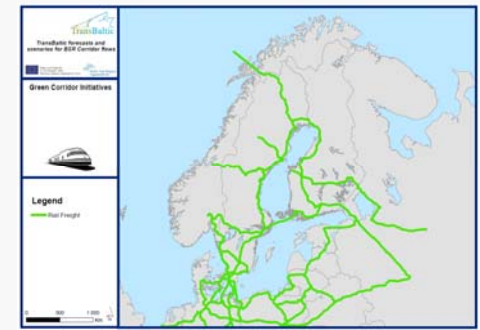 TransBaltic
TransBaltic forecasts and
scenarios for BSR Corridor flows
Green Corridor Initiatives
Legend
Rail Freight
0 500 1 000
Km